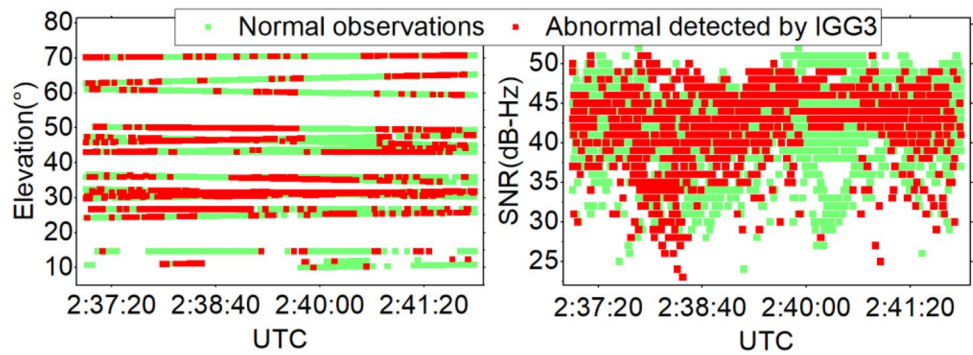 Normal observations Abnormal detected by IGG3
80
70
60
50
40
30
20
10
Elevation(°)
2:37:20 2:38:40 2:40:00 2:41:20
UTC
50
45
40
35
30
25
SNR(dB-Hz)
2:37:20 2:38:40 2:40:00 2:41:20
UTC